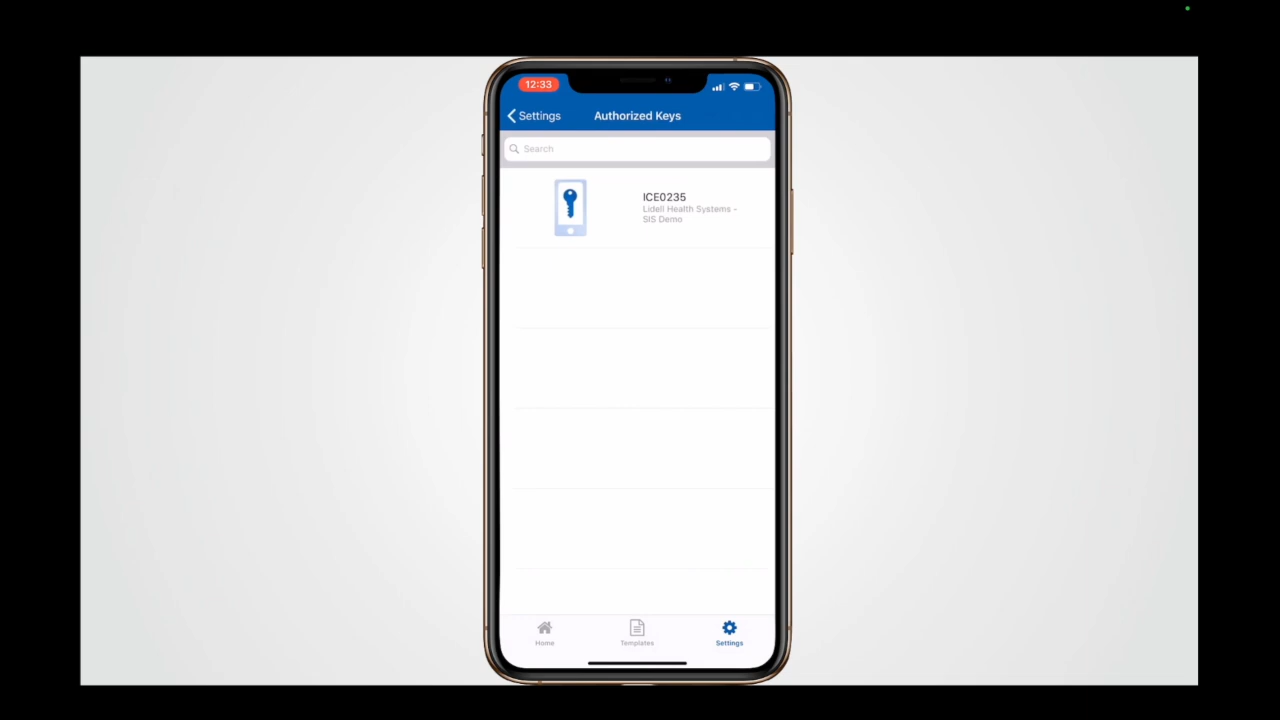 12:33
Settings
Authorized Keys
Search
ICE0235
Lidell Health Systems -
SIS Demo
Home
Templates
Settings